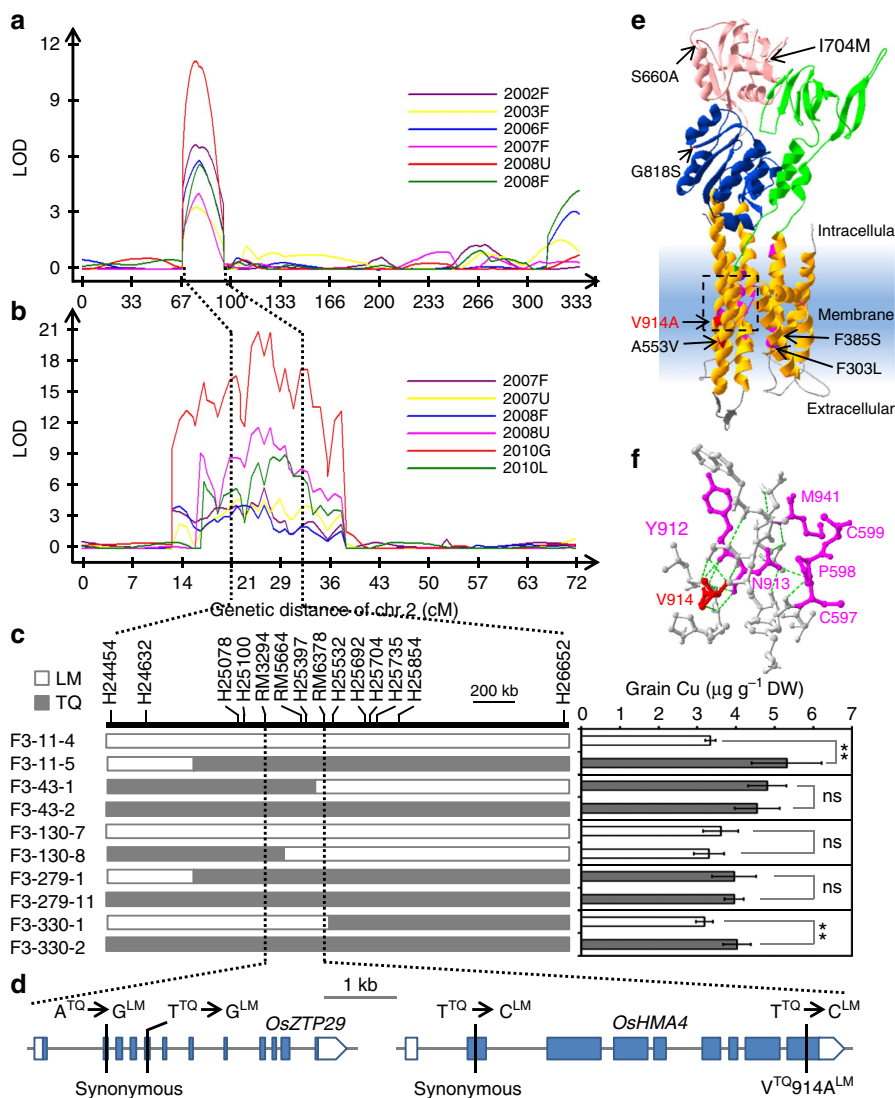 a
12
9
6
3
0
LOD
2002F
2003F
2006F
2007F
2008U
2008F
0 33 67 100 133 166 200 233 266 300 333
b
21
18
15
12
9
6
3
0
LOD
2007F
2007U
2008F
2008U
2010G
2010L
0 7 14 21 29 36 43 50 57 63 72
Genetic distance of chr.2 (cM)
c
LM
TQ
H24454
H24632
H25078
H25100
RM3294
RM5664
H25397
RM6378
H25532
H25692
H25704
H25735
H25854
H26652
200 kb
F3-11-4
F3-11-5
F3-43-1
F3-43-2
F3-130-7
F3-130-8
F3-279-1
F3-279-11
F3-330-1
F3-330-2
Grain Cu (µg g⁻¹ DW)
0 1 2 3 4 5 6 7
**
ns
ns
ns
**
d
1 kb
A^TQ → G^LM
T^TQ → G^LM
OsZTP29
Synonymous
T^TQ → C^LM
OsHMA4
Synonymous
T^TQ → C^LM
V^TQ914A^LM
e
I704M
S660A
G818S
Intracellula
Membrane
V914A
A553V
F385S
F303L
Extracellular
f
M941
Y912
C599
N913
P598
V914
C597